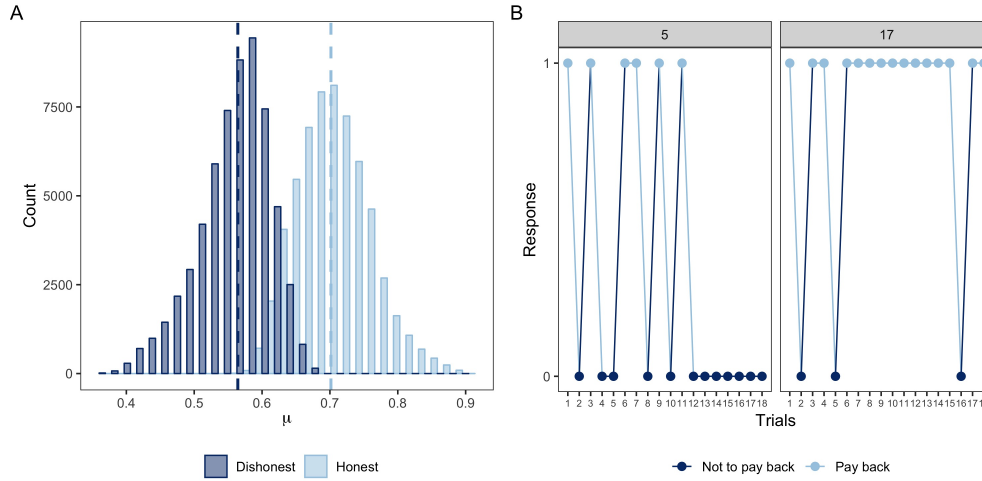 A
Count
7500
5000
2500
0
0.4 0.5 0.6 0.7 0.8 0.9
μ
Dishonest Honest
B
5 17
Response
1
0
1 2 3 4 5 6 7 8 9 10 11 12 13 14 15 16 17 18 1 2 3 4 5 6 7 8 9 10 11 12 13 14 15 16 17
Trials
Not to pay back Pay back